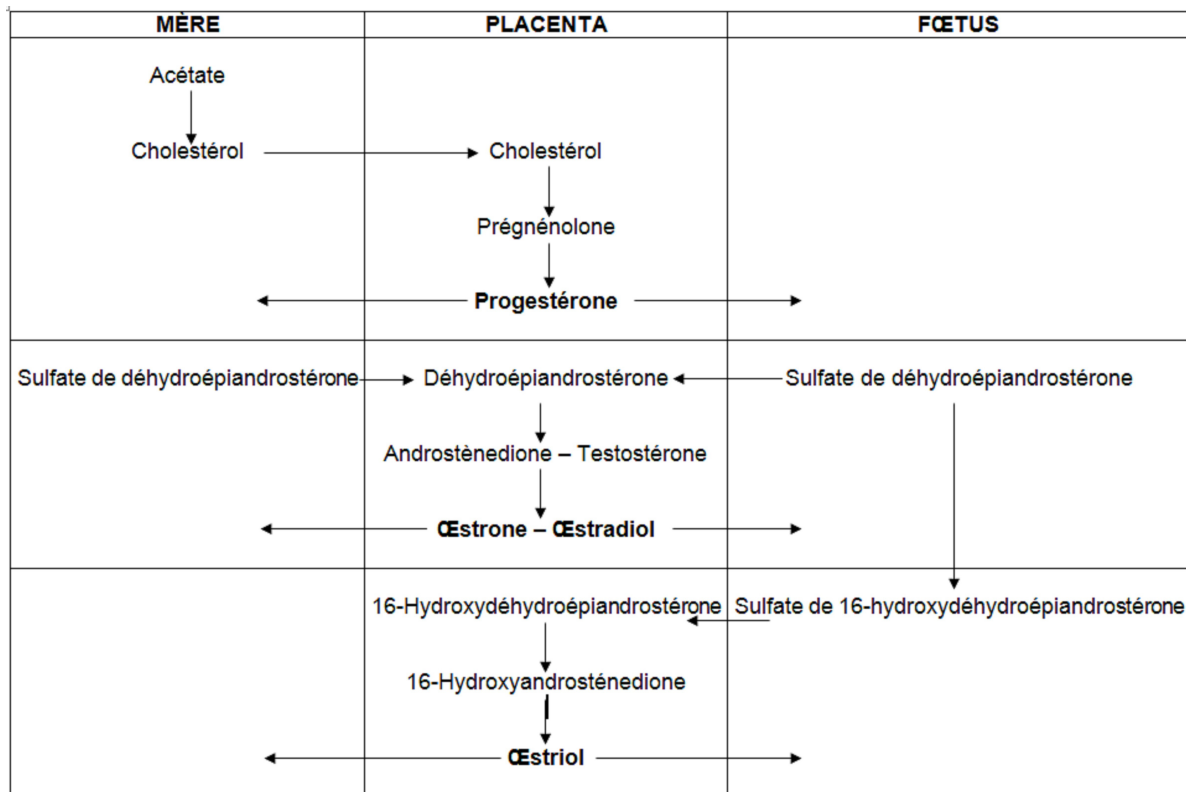 MÈRE PLACENTA FŒTUS
Acétate
Cholestérol Cholestérol
Prégnénolone
Progestérone
Sulfate de déhydroépiandrostérone Déhydroépiandrostérone Sulfate de déhydroépiandrostérone
Androstènedione – Testostérone
Œstrone – Œstradiol
16-Hydroxydéhydroépiandrostérone Sulfate de 16-hydroxydéhydroépiandrostérone
16-Hydroxyandrosténedione
Œstriol